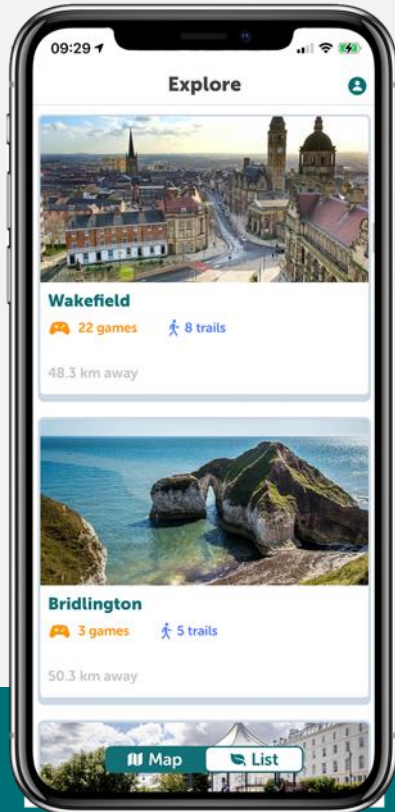 09:29
Explore
Wakefield
22 games 8 trails
48.3 km away
Bridlington
3 games 5 trails
50.3 km away
Map List